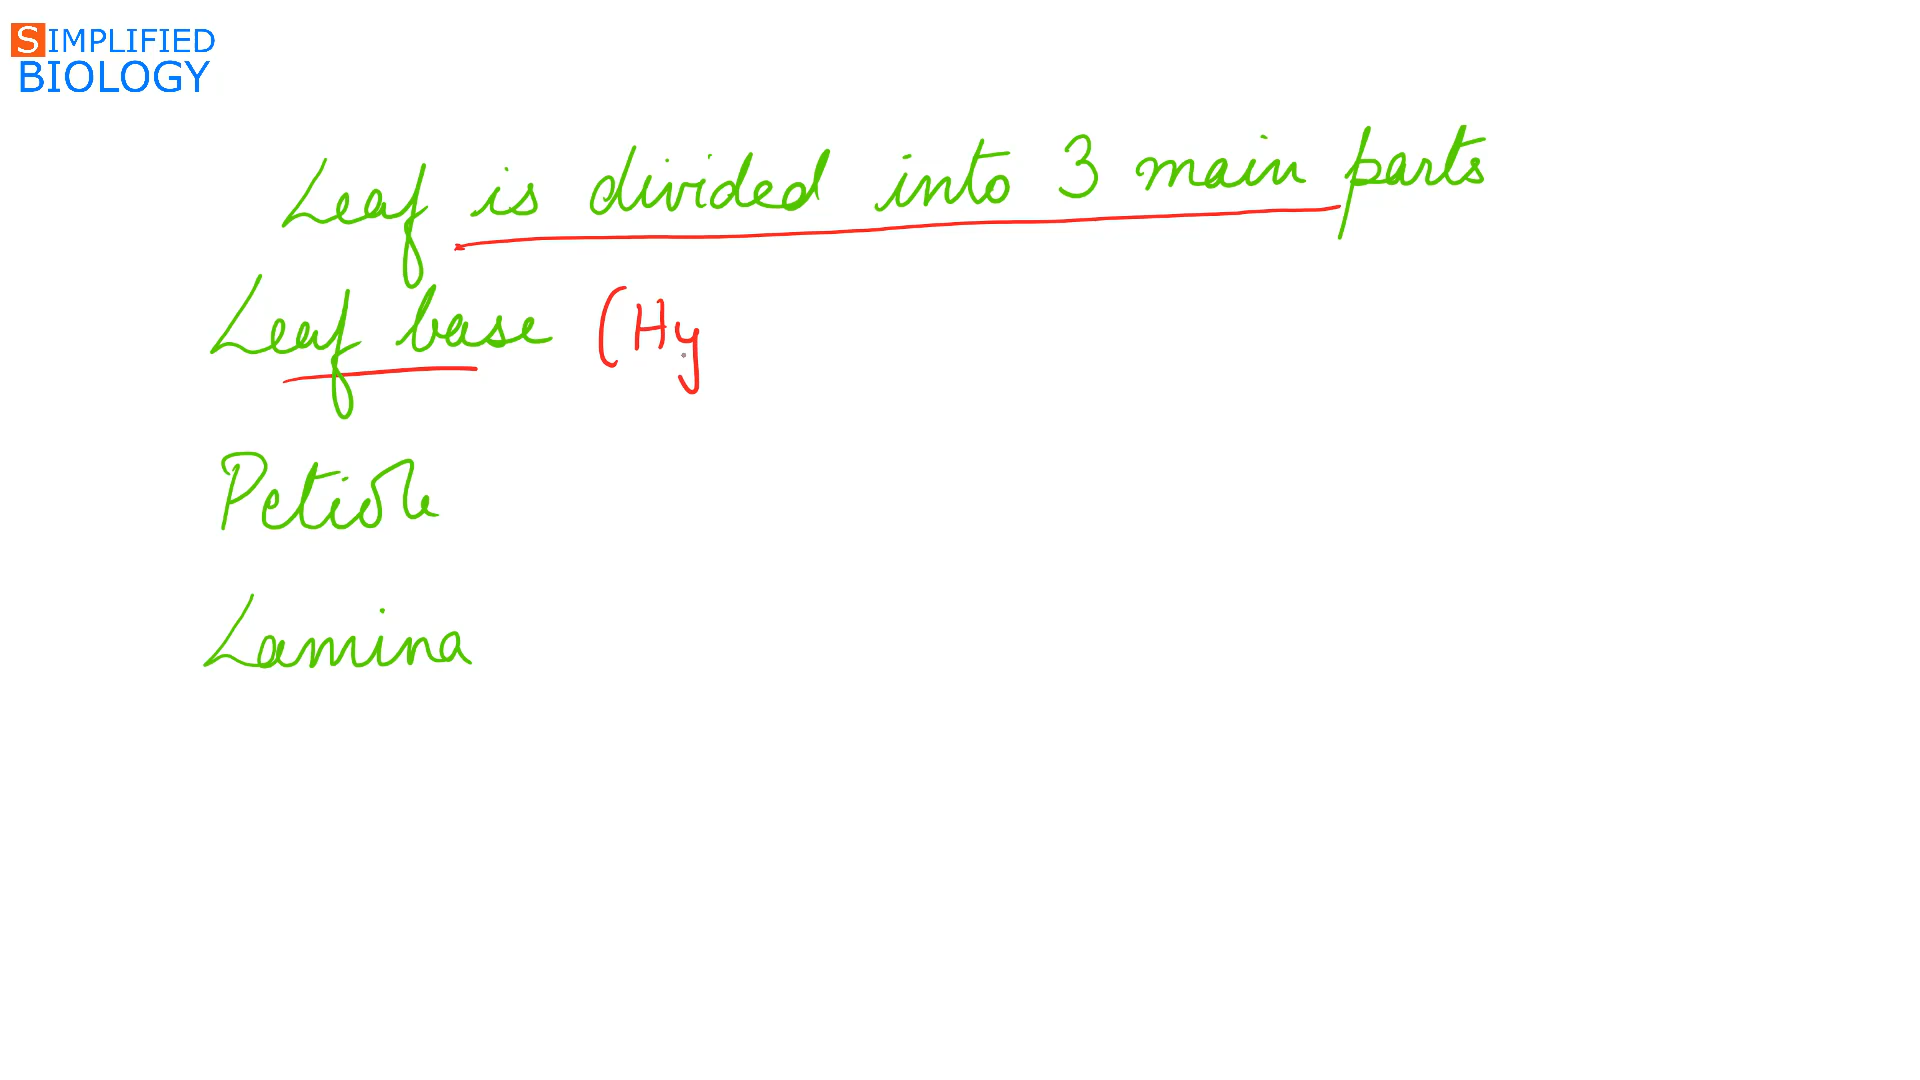 SIMPLIFIED
BIOLOGY
Leaf is divided into 3 main parts
Leaf base (Hy
Petiole
Lamina